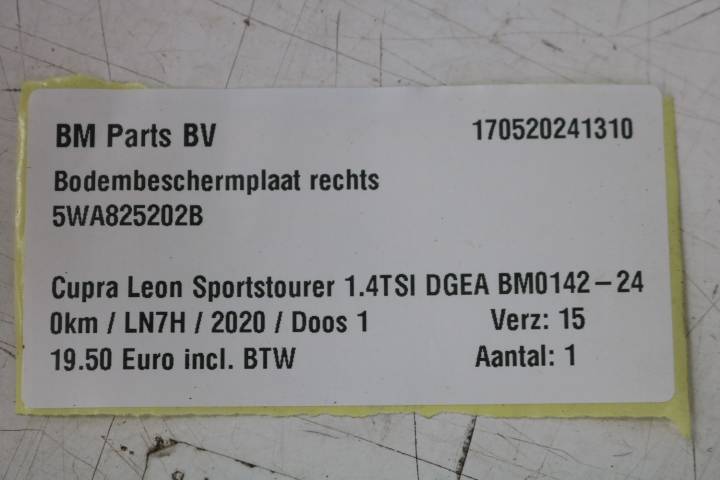 BM Parts BV 170520241310
Bodembeschermplaat rechts
5WA825202B
Cupra Leon Sportstourer 1.4TSI DGEA BM0142-24
0km / LN7H / 2020 / Doos 1 Verz: 15
19.50 Euro incl. BTW Aantal: 1